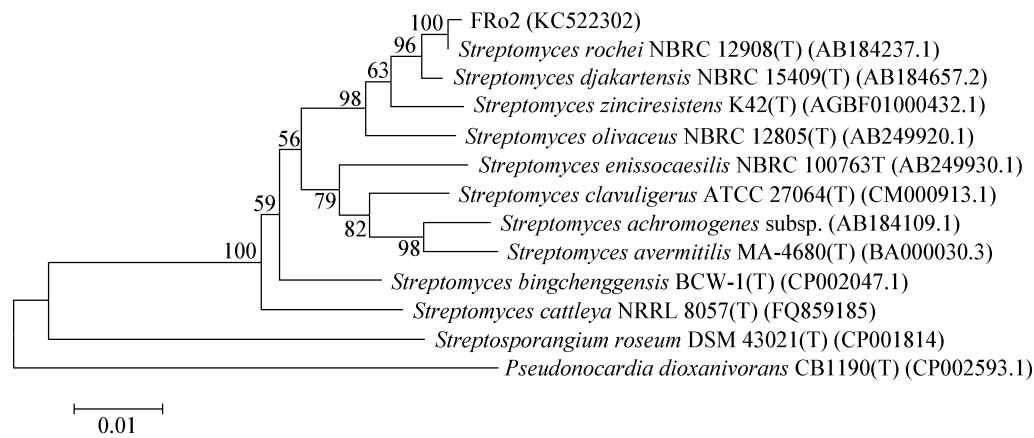 100 FRo2 (KC522302)
96 Streptomyces rochei NBRC 12908(T) (AB184237.1)
63 Streptomyces djakartensis NBRC 15409(T) (AB184657.2)
98 Streptomyces zinciresistens K42(T) (AGBF01000432.1)
56 Streptomyces olivaceus NBRC 12805(T) (AB249920.1)
Streptomyces enissocaesilis NBRC 100763T (AB249930.1)
59 79 Streptomyces clavuligerus ATCC 27064(T) (CM000913.1)
82 Streptomyces achromogenes subsp. (AB184109.1)
100 98 Streptomyces avermitilis MA-4680(T) (BA000030.3)
Streptomyces bingchenggensis BCW-1(T) (CP002047.1)
Streptomyces cattleya NRRL 8057(T) (FQ859185)
Streptosporangium roseum DSM 43021(T) (CP001814)
Pseudonocardia dioxanivorans CB1190(T) (CP002593.1)
0.01